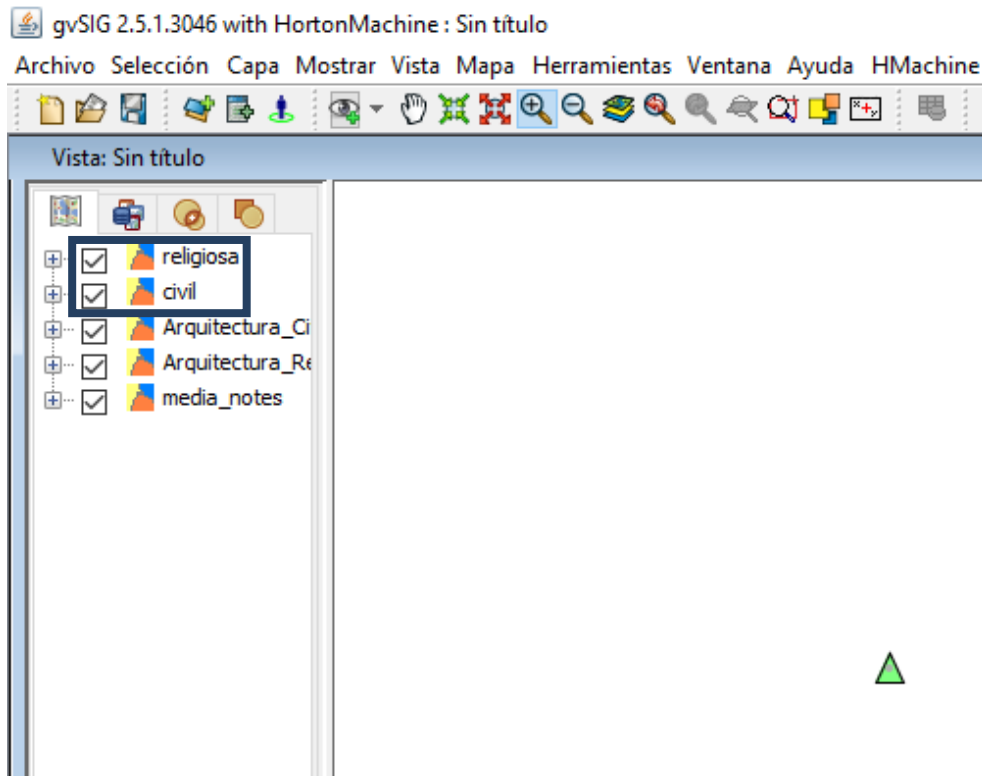 gvSIG 2.5.1.3046 with HortonMachine : Sin título
Archivo Selección Capa Mostrar Vista Mapa Herramientas Ventana Ayuda HMachine
Vista: Sin título
religiosa
civil
Arquitectura_Ci
Arquitectura_Re
media_notes